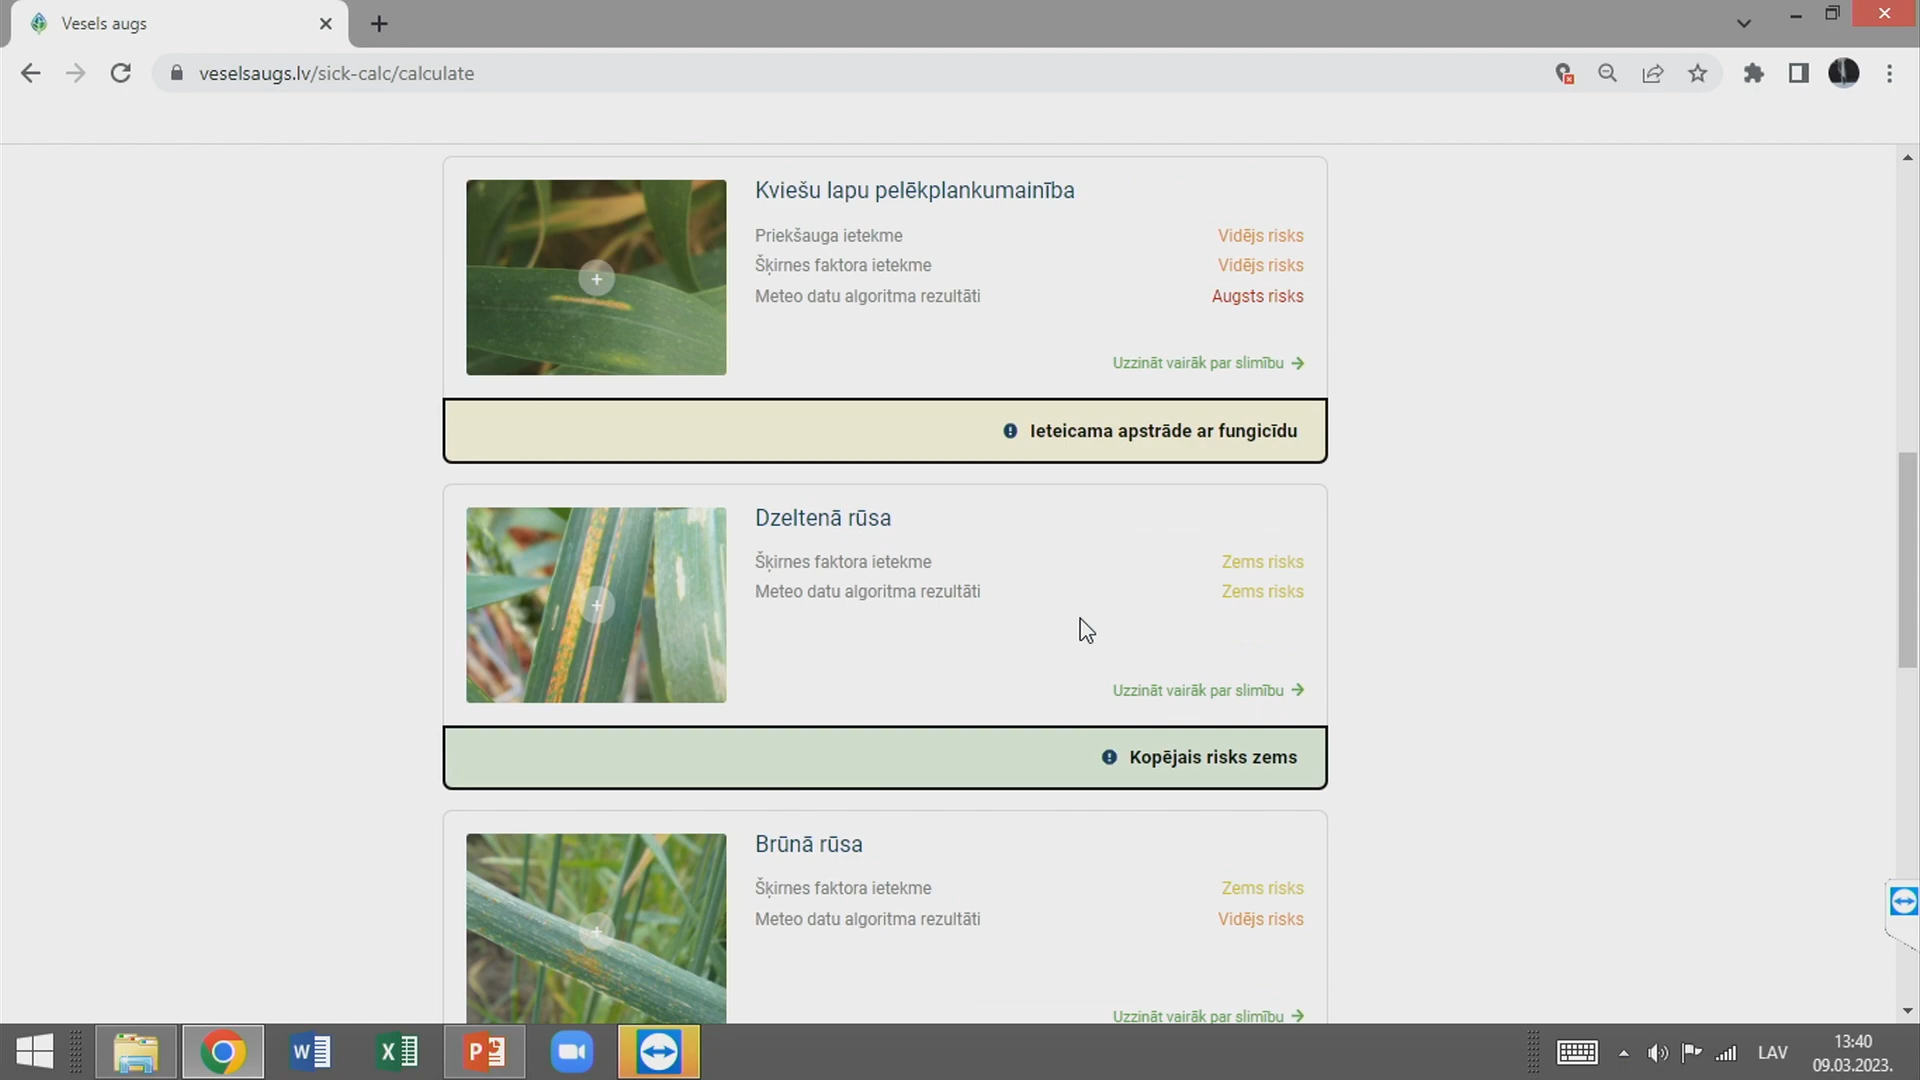 Vesels augs
veselsaugs.lv/sick-calc/calculate
Kviešu lapu pelēkplankumainība
Priekšauga ietekme Vidējs risks
Šķirnes faktora ietekme Vidējs risks
Meteo datu algoritma rezultāti Augsts risks
Uzzināt vairāk par slimību →
Ieteicama apstrāde ar fungicīdu
Dzeltenā rūsa
Šķirnes faktora ietekme Zems risks
Meteo datu algoritma rezultāti Zems risks
Uzzināt vairāk par slimību →
Kopējais risks zems
Brūnā rūsa
Šķirnes faktora ietekme Zems risks
Meteo datu algoritma rezultāti Vidējs risks
Uzzināt vairāk par slimību →
LAV
13:40
09.03.2023.